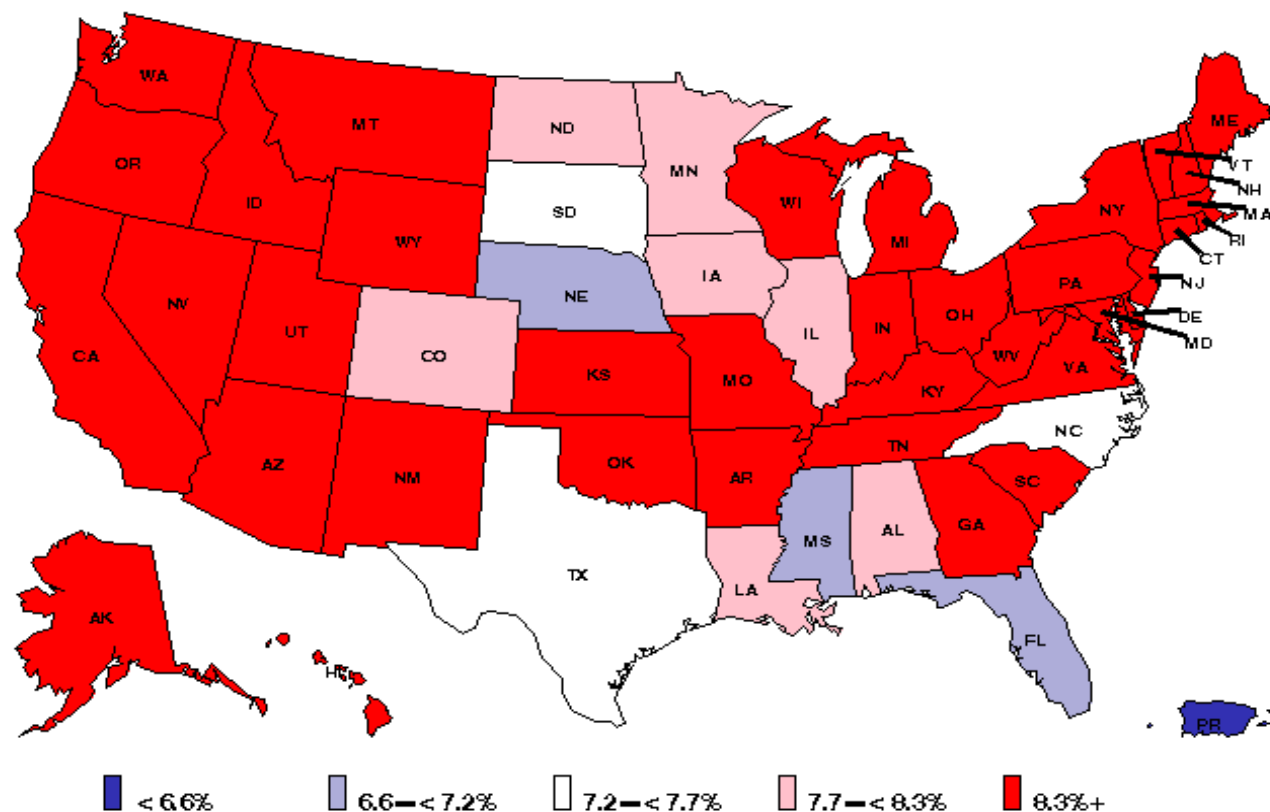 WA
MT
ND
MN
ME
OR
ID
WY
SD
WI
MI
NY
VT
NH
MA
RI
CT
NV
UT
NE
IA
PA
NJ
CA
CO
KS
MO
IL
IN
OH
WV
VA
DE
MD
KY
AZ
NM
OK
AR
TN
NC
SC
TX
LA
MS
AL
GA
FL
AK
HI
PR
< 6.6%
6.6-< 7.2%
7.2-< 7.7%
7.7-< 8.3%
8.3%+